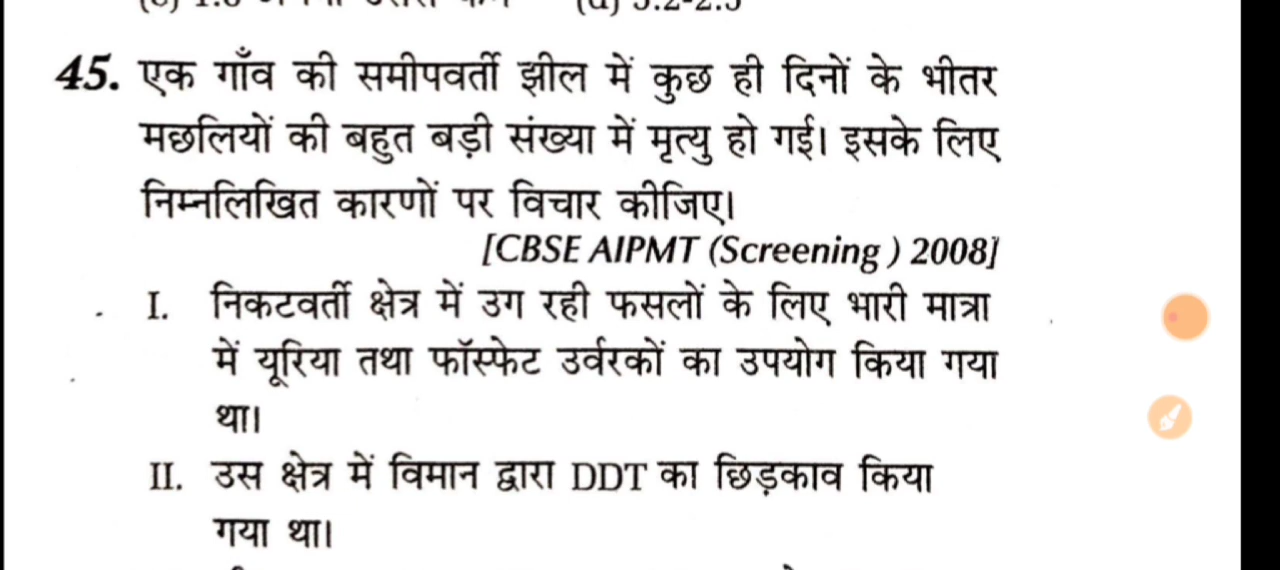 45. एक गाँव की समीपवर्ती झील में कुछ ही दिनों के भीतर
मछलियों की बहुत बड़ी संख्या में मृत्यु हो गई। इसके लिए
निम्नलिखित कारणों पर विचार कीजिए।
[CBSE AIPMT (Screening ) 2008]
I. निकटवर्ती क्षेत्र में उग रही फसलों के लिए भारी मात्रा
में यूरिया तथा फॉस्फेट उर्वरकों का उपयोग किया गया
था।
II. उस क्षेत्र में विमान द्वारा DDT का छिड़काव किया
गया था।